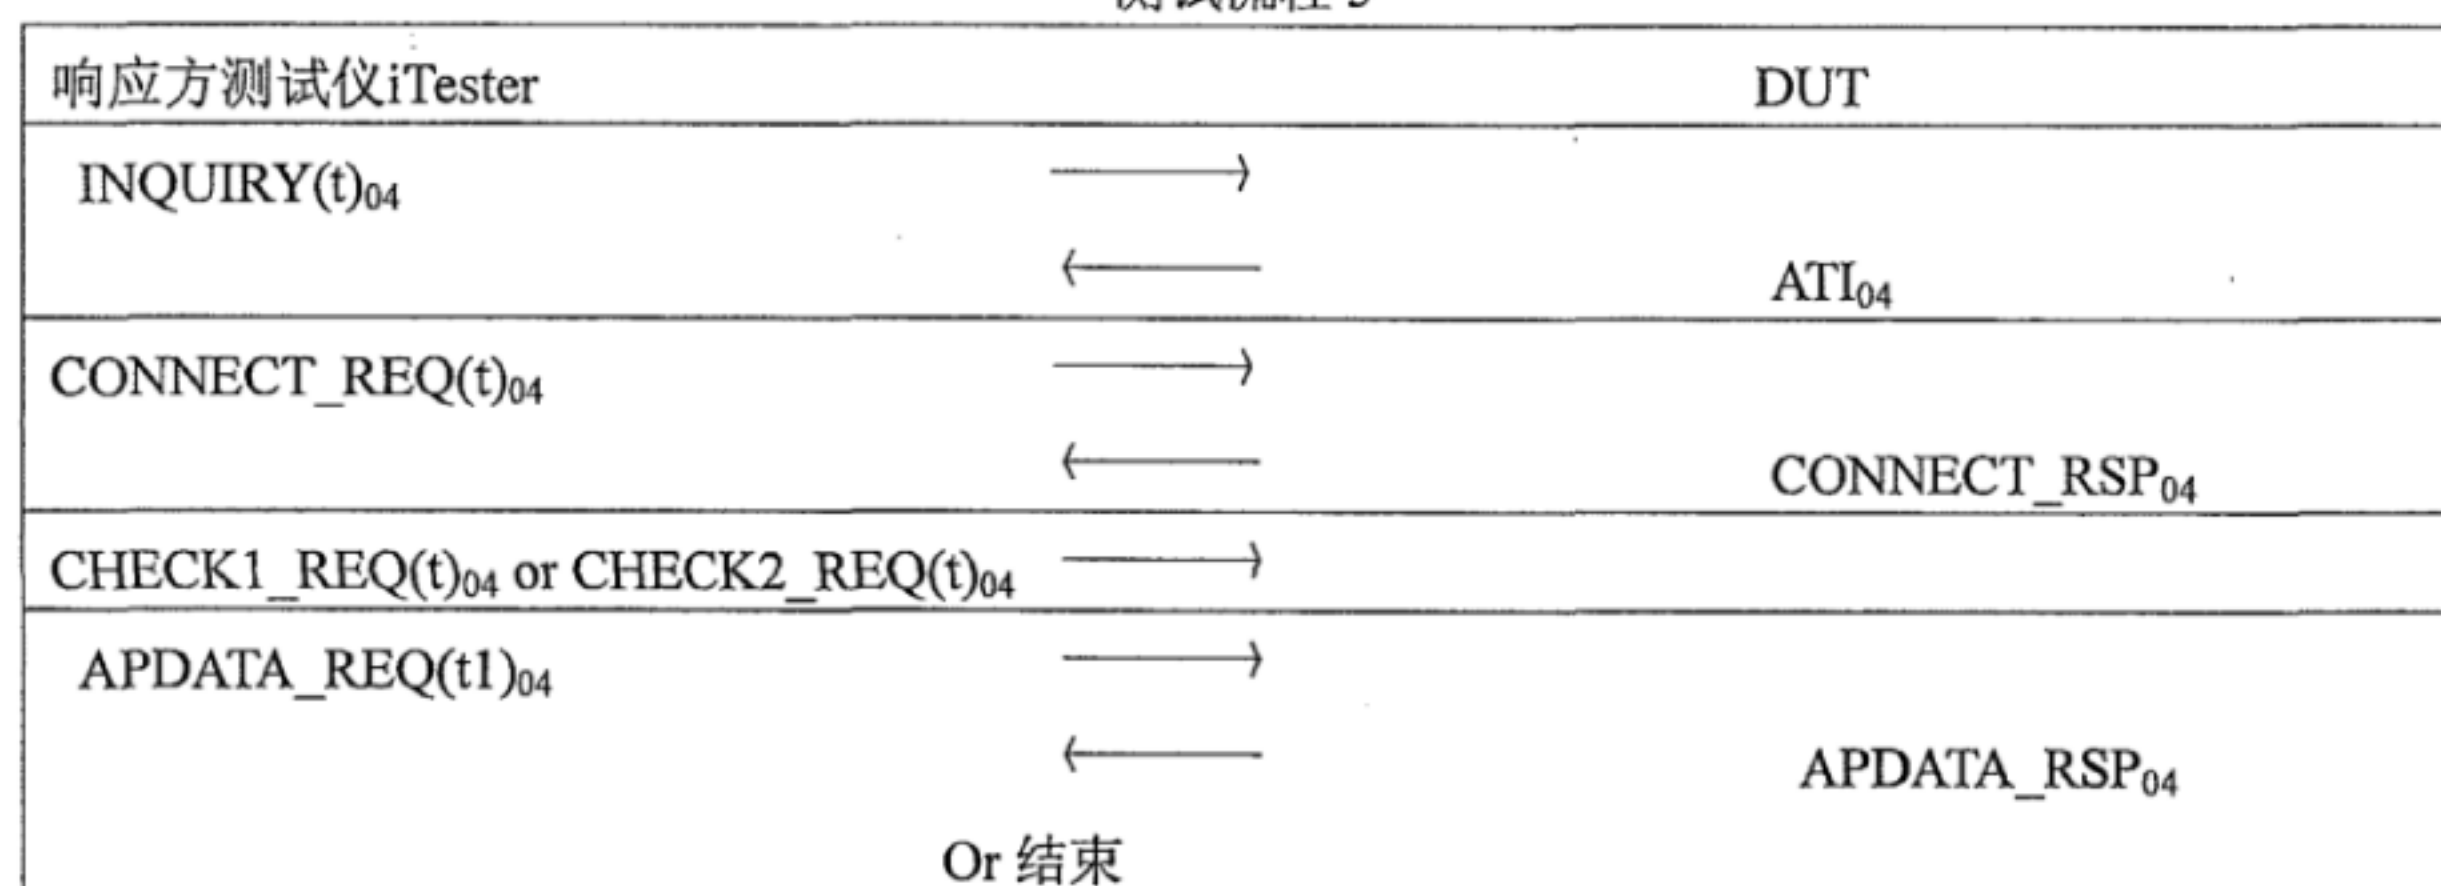 响应方测试仪iTester DUT
INQUIRY(t)04
ATI04
CONNECT_REQ(t)04
CONNECT_RSP04
CHECK1_REQ(t)04 or CHECK2_REQ(t)04
APDATA_REQ(t1)04
APDATA_RSP04
Or 结束